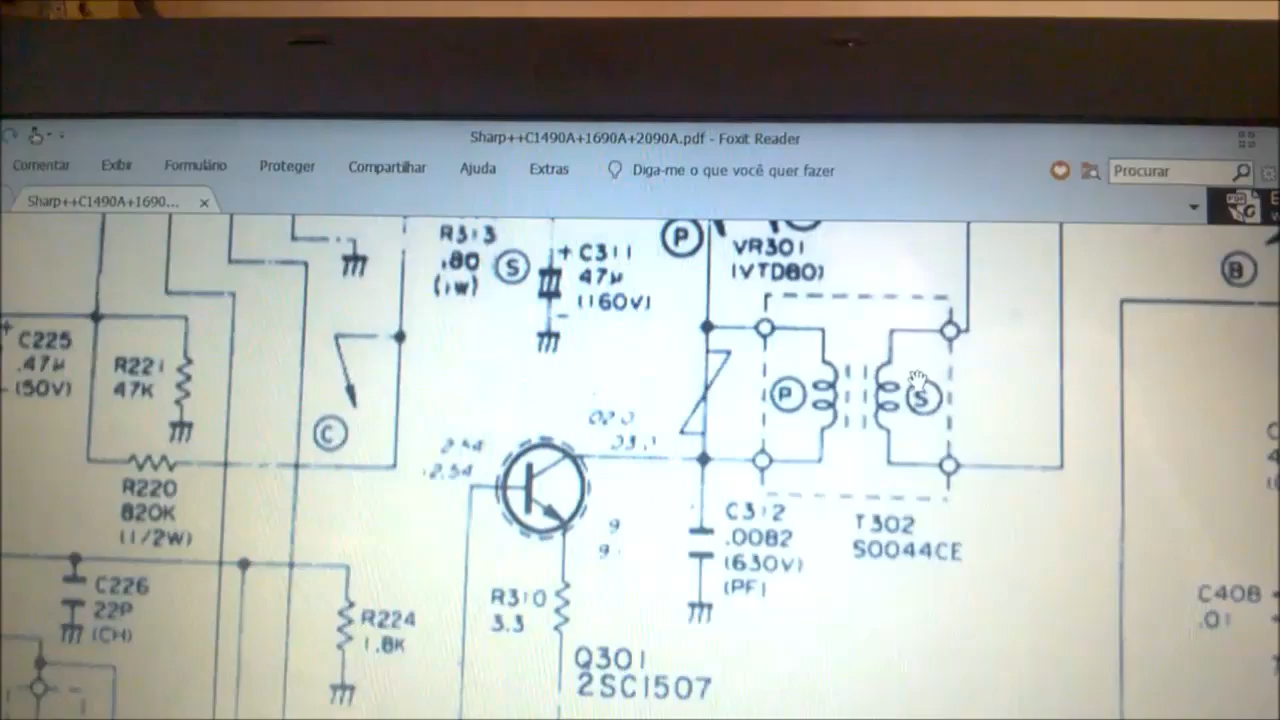 Sharp++C1490A+1690A+2090A.pdf - Foxit Reader
Comentar Exibir Formulário Proteger Compartilhar Ajuda Extras Diga-me o que você quer fazer Procurar
Sharp++C1490A+1690... ×
R313
(1W)
S
+ C311
47µ
(160V)
-
P
VR301
(VTD80)
B
+
C225
.47µ
- (50V)
R221
47K
C
R220
820K
(1/2W)
P
S
C312
.0082
(630V)
(PF)
T302
S0044CE
C226
22P
(CH)
R224
1.8K
R310
3.3
Q301
2SC1507
C408
.01